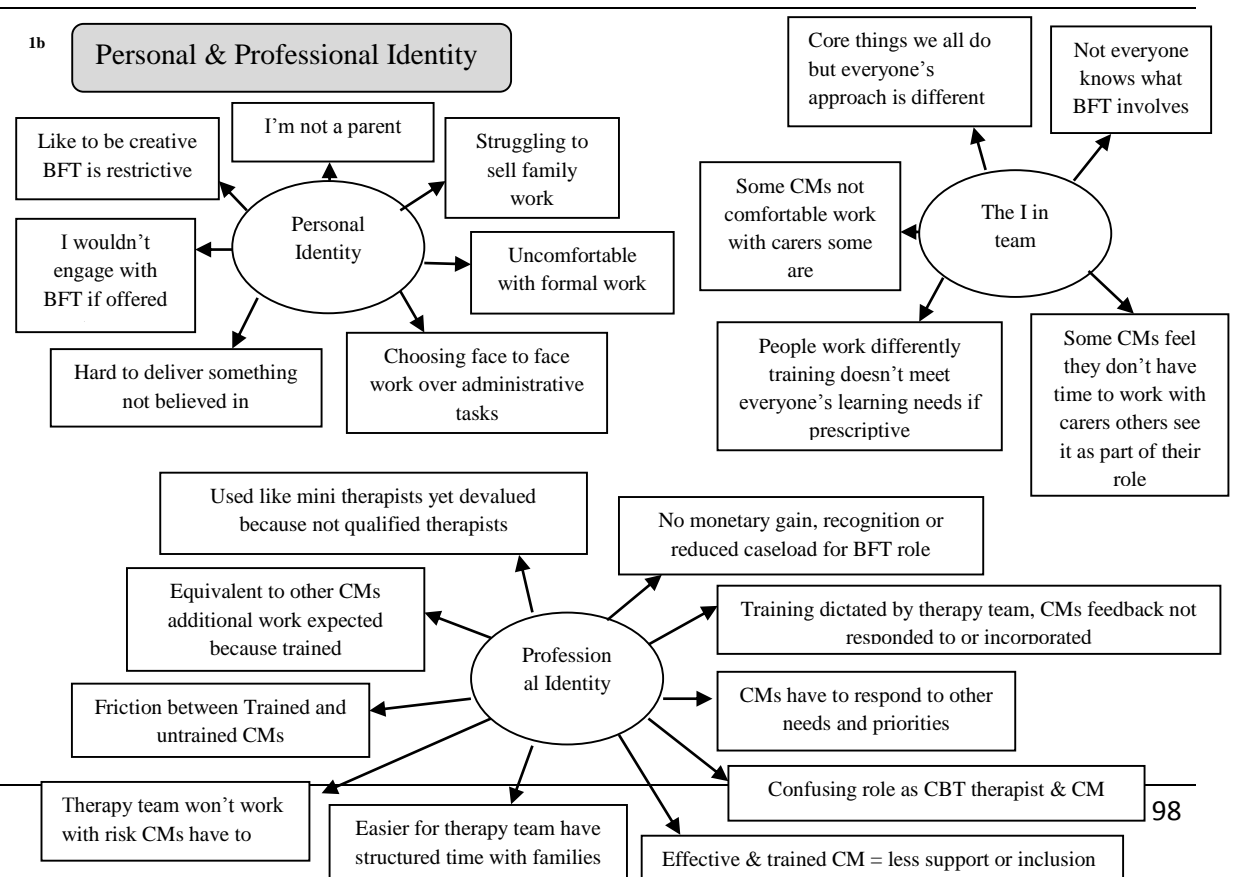 1b
Personal & Professional Identity
I'm not a parent
Like to be creative
BFT is restrictive
Struggling to
sell family
work
Personal
Identity
I wouldn't
engage with
BFT if offered
Uncomfortable
with formal work
Hard to deliver something
not believed in
Choosing face to face
work over administrative
tasks
Core things we all do
but everyone's
approach is different
Not everyone
knows what
BFT involves
Some CMs not
comfortable work
with carers some
are
The I in
team
People work differently
training doesn't meet
everyone's learning needs if
prescriptive
Some CMs feel
they don't have
time to work with
carers others see
it as part of their
role
Used like mini therapists yet devalued
because not qualified therapists
No monetary gain, recognition or
reduced caseload for BFT role
Equivalent to other CMs
additional work expected
because trained
Training dictated by therapy team, CMs feedback not
responded to or incorporated
Profession
al Identity
Friction between Trained and
untrained CMs
CMs have to respond to other
needs and priorities
Therapy team won't work
with risk CMs have to
Easier for therapy team have
structured time with families
Confusing role as CBT therapist & CM
Effective & trained CM = less support or inclusion
98